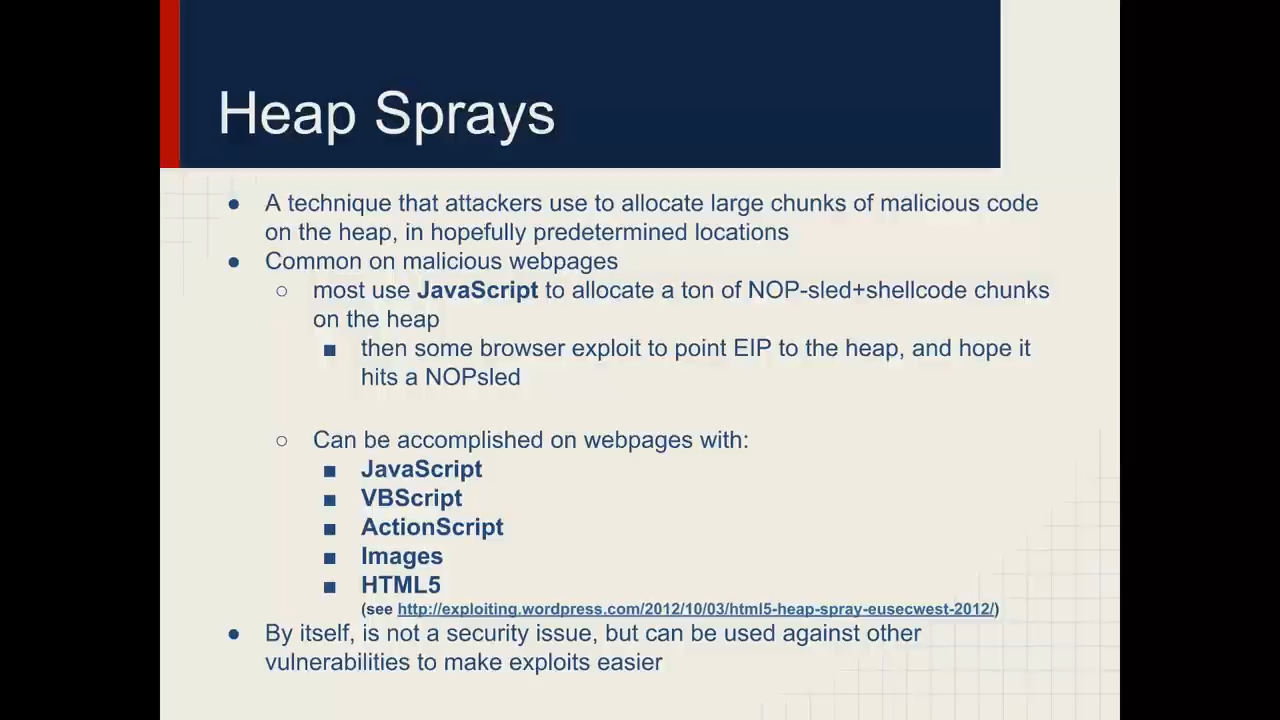 Heap Sprays
● A technique that attackers use to allocate large chunks of malicious code
on the heap, in hopefully predetermined locations
● Common on malicious webpages
○ most use JavaScript to allocate a ton of NOP-sled+shellcode chunks
on the heap
■ then some browser exploit to point EIP to the heap, and hope it
hits a NOPsled
○ Can be accomplished on webpages with:
■ JavaScript
■ VBScript
■ ActionScript
■ Images
■ HTML5
(see http://exploiting.wordpress.com/2012/10/03/html5-heap-spray-eusecwest-2012/)
● By itself, is not a security issue, but can be used against other
vulnerabilities to make exploits easier